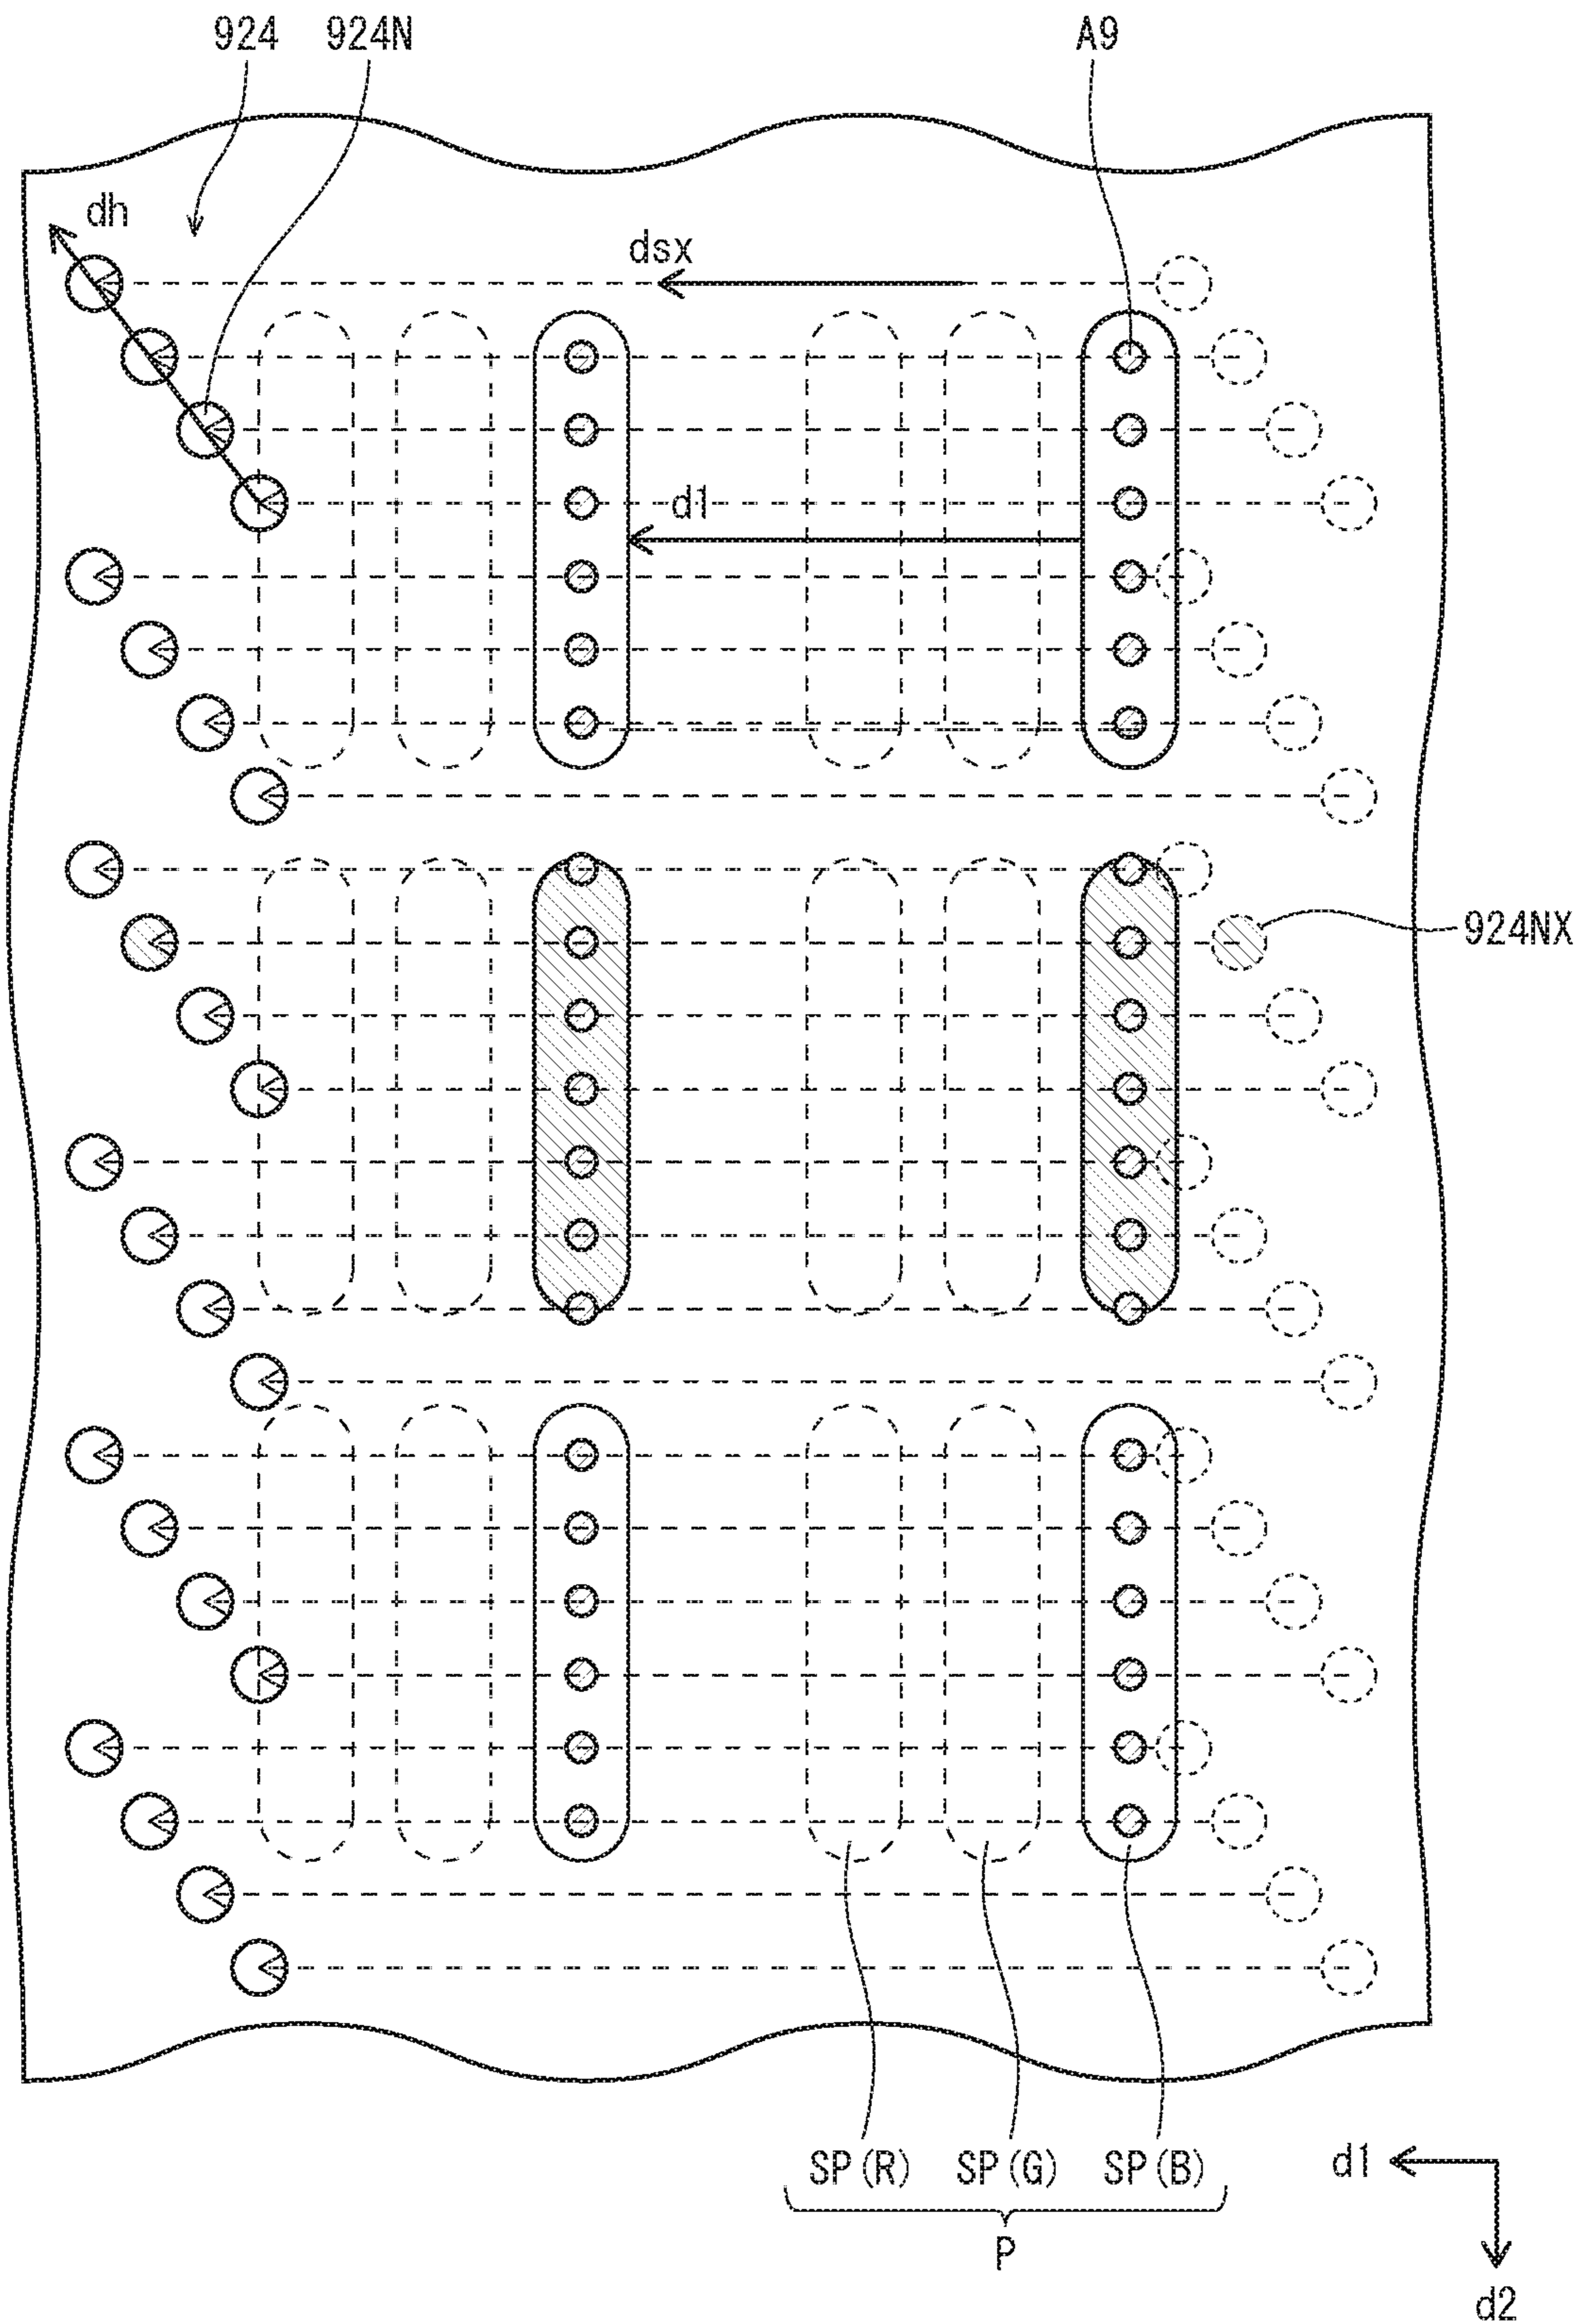 924 924N A9
dh
dsx
d1
924NX
SP(R) SP(G) SP(B)
P
d1
d2